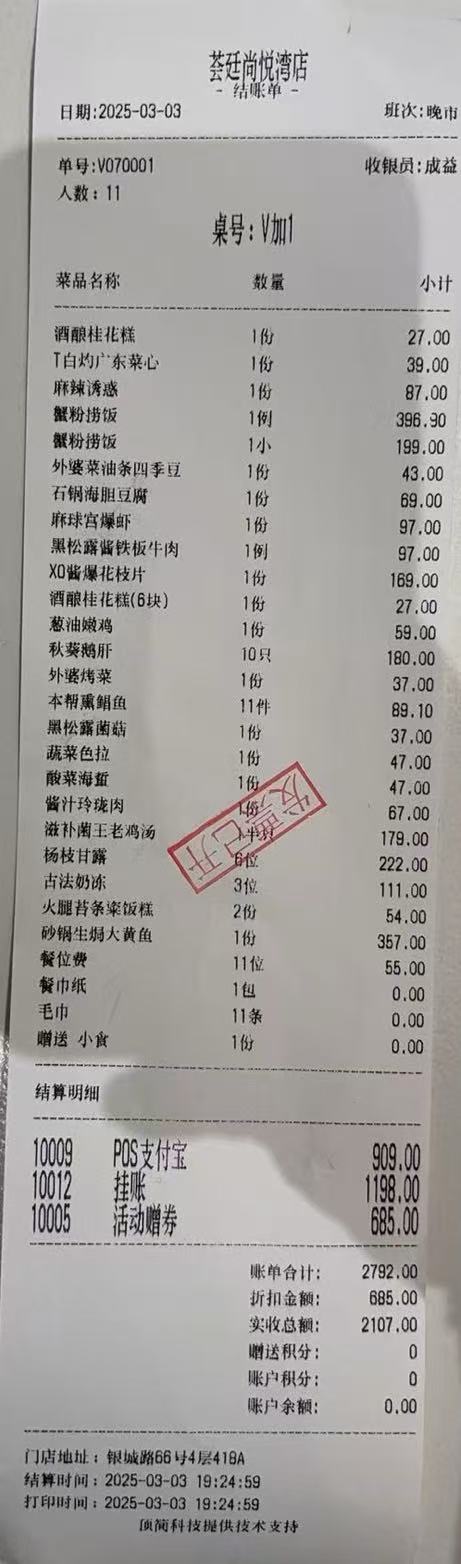 荟廷尚悦湾店
- 结账单 -
日期:2025-03-03 班次:晚市
单号:V070001 收银员:成益
人数:11
桌号:V加1
菜品名称 数量 小计
酒酿桂花糕 1份 27.00
T白灼广东菜心 1份 39.00
麻辣诱惑 1份 87.00
蟹粉捞饭 1例 396.90
蟹粉捞饭 1小 199.00
外婆菜油条四季豆 1份 43.00
石锅海胆豆腐 1份 69.00
麻球宫爆虾 1份 97.00
黑松露酱铁板牛肉 1例 97.00
XO酱爆花枝片 1份 169.00
酒酿桂花糕(6块) 1份 27.00
葱油嫩鸡 1份 59.00
秋葵鹅肝 10只 180.00
外婆烤菜 1份 37.00
本帮熏鲳鱼 11件 89.10
黑松露菌菇 1份 37.00
蔬菜色拉 1份 47.00
酸菜海蜇 1份 47.00
酱汁玲珑肉 1份 67.00
滋补菌王老鸡汤 179.00
杨枝甘露 6位 222.00
古法奶冻 3位 111.00
火腿苔条粢饭糕 2份 54.00
砂锅生焗大黄鱼 1份 357.00
餐位费 11位 55.00
餐巾纸 1包 0.00
毛巾 11条 0.00
赠送 小食 1份 0.00
发票已开
结算明细
10009 POS支付宝 909.00
10012 挂账 1198.00
10005 活动赠券 685.00
账单合计: 2792.00
折扣金额: 685.00
实收总额: 2107.00
赠送积分: 0
账户积分: 0
账户余额: 0.00
门店地址:银城路66号4层418A
结算时间:2025-03-03 19:24:59
打印时间:2025-03-03 19:24:59
顶简科技提供技术支持